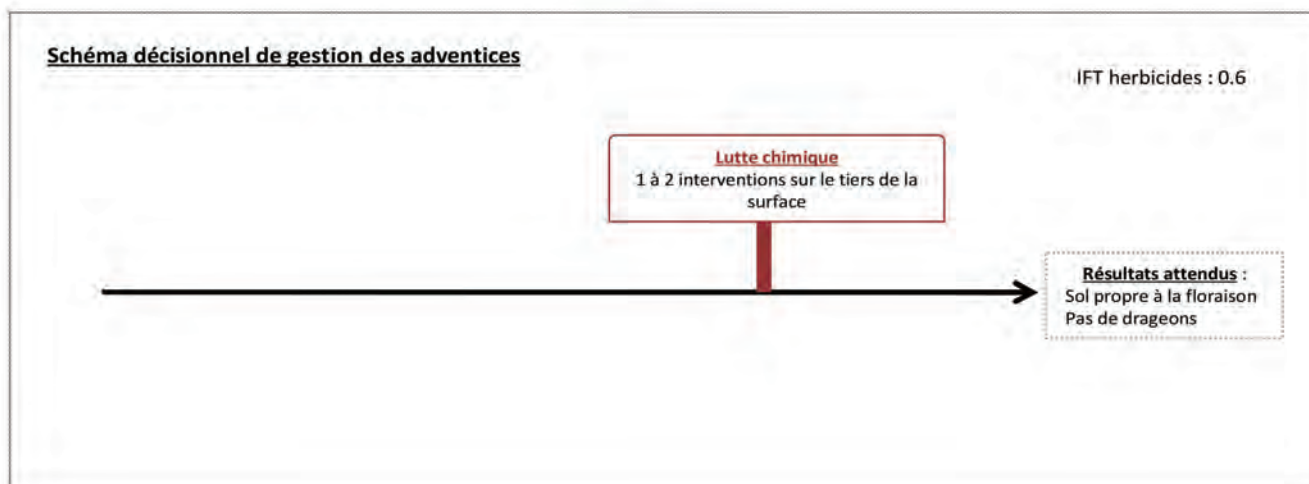 Schéma décisionnel de gestion des adventices
IFT herbicides : 0.6
Lutte chimique
1 à 2 interventions sur le tiers de la
surface
Résultats attendus :
Sol propre à la floraison
Pas de drageons